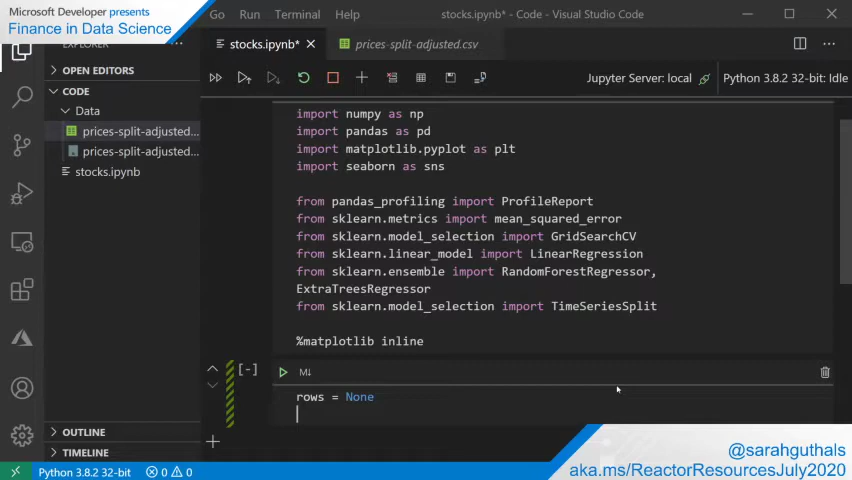 Microsoft Developer presents
Finance in Data Science
Go Run Terminal Help
stocks.ipynb* - Code - Visual Studio Code
EXPLORER
stocks.ipynb*
prices-split-adjusted.csv
OPEN EDITORS
CODE
Data
prices-split-adjusted...
prices-split-adjusted...
stocks.ipynb
Jupyter Server: local
Python 3.8.2 32-bit: Idle
import numpy as np
import pandas as pd
import matplotlib.pyplot as plt
import seaborn as sns
from pandas_profiling import ProfileReport
from sklearn.metrics import mean_squared_error
from sklearn.model_selection import GridSearchCV
from sklearn.linear_model import LinearRegression
from sklearn.ensemble import RandomForestRegressor,
ExtraTreesRegressor
from sklearn.model_selection import TimeSeriesSplit
%matplotlib inline
[-]
M↓
rows = None
OUTLINE
TIMELINE
Python 3.8.2 32-bit
0 0
@sarahguthals
aka.ms/ReactorResourcesJuly2020